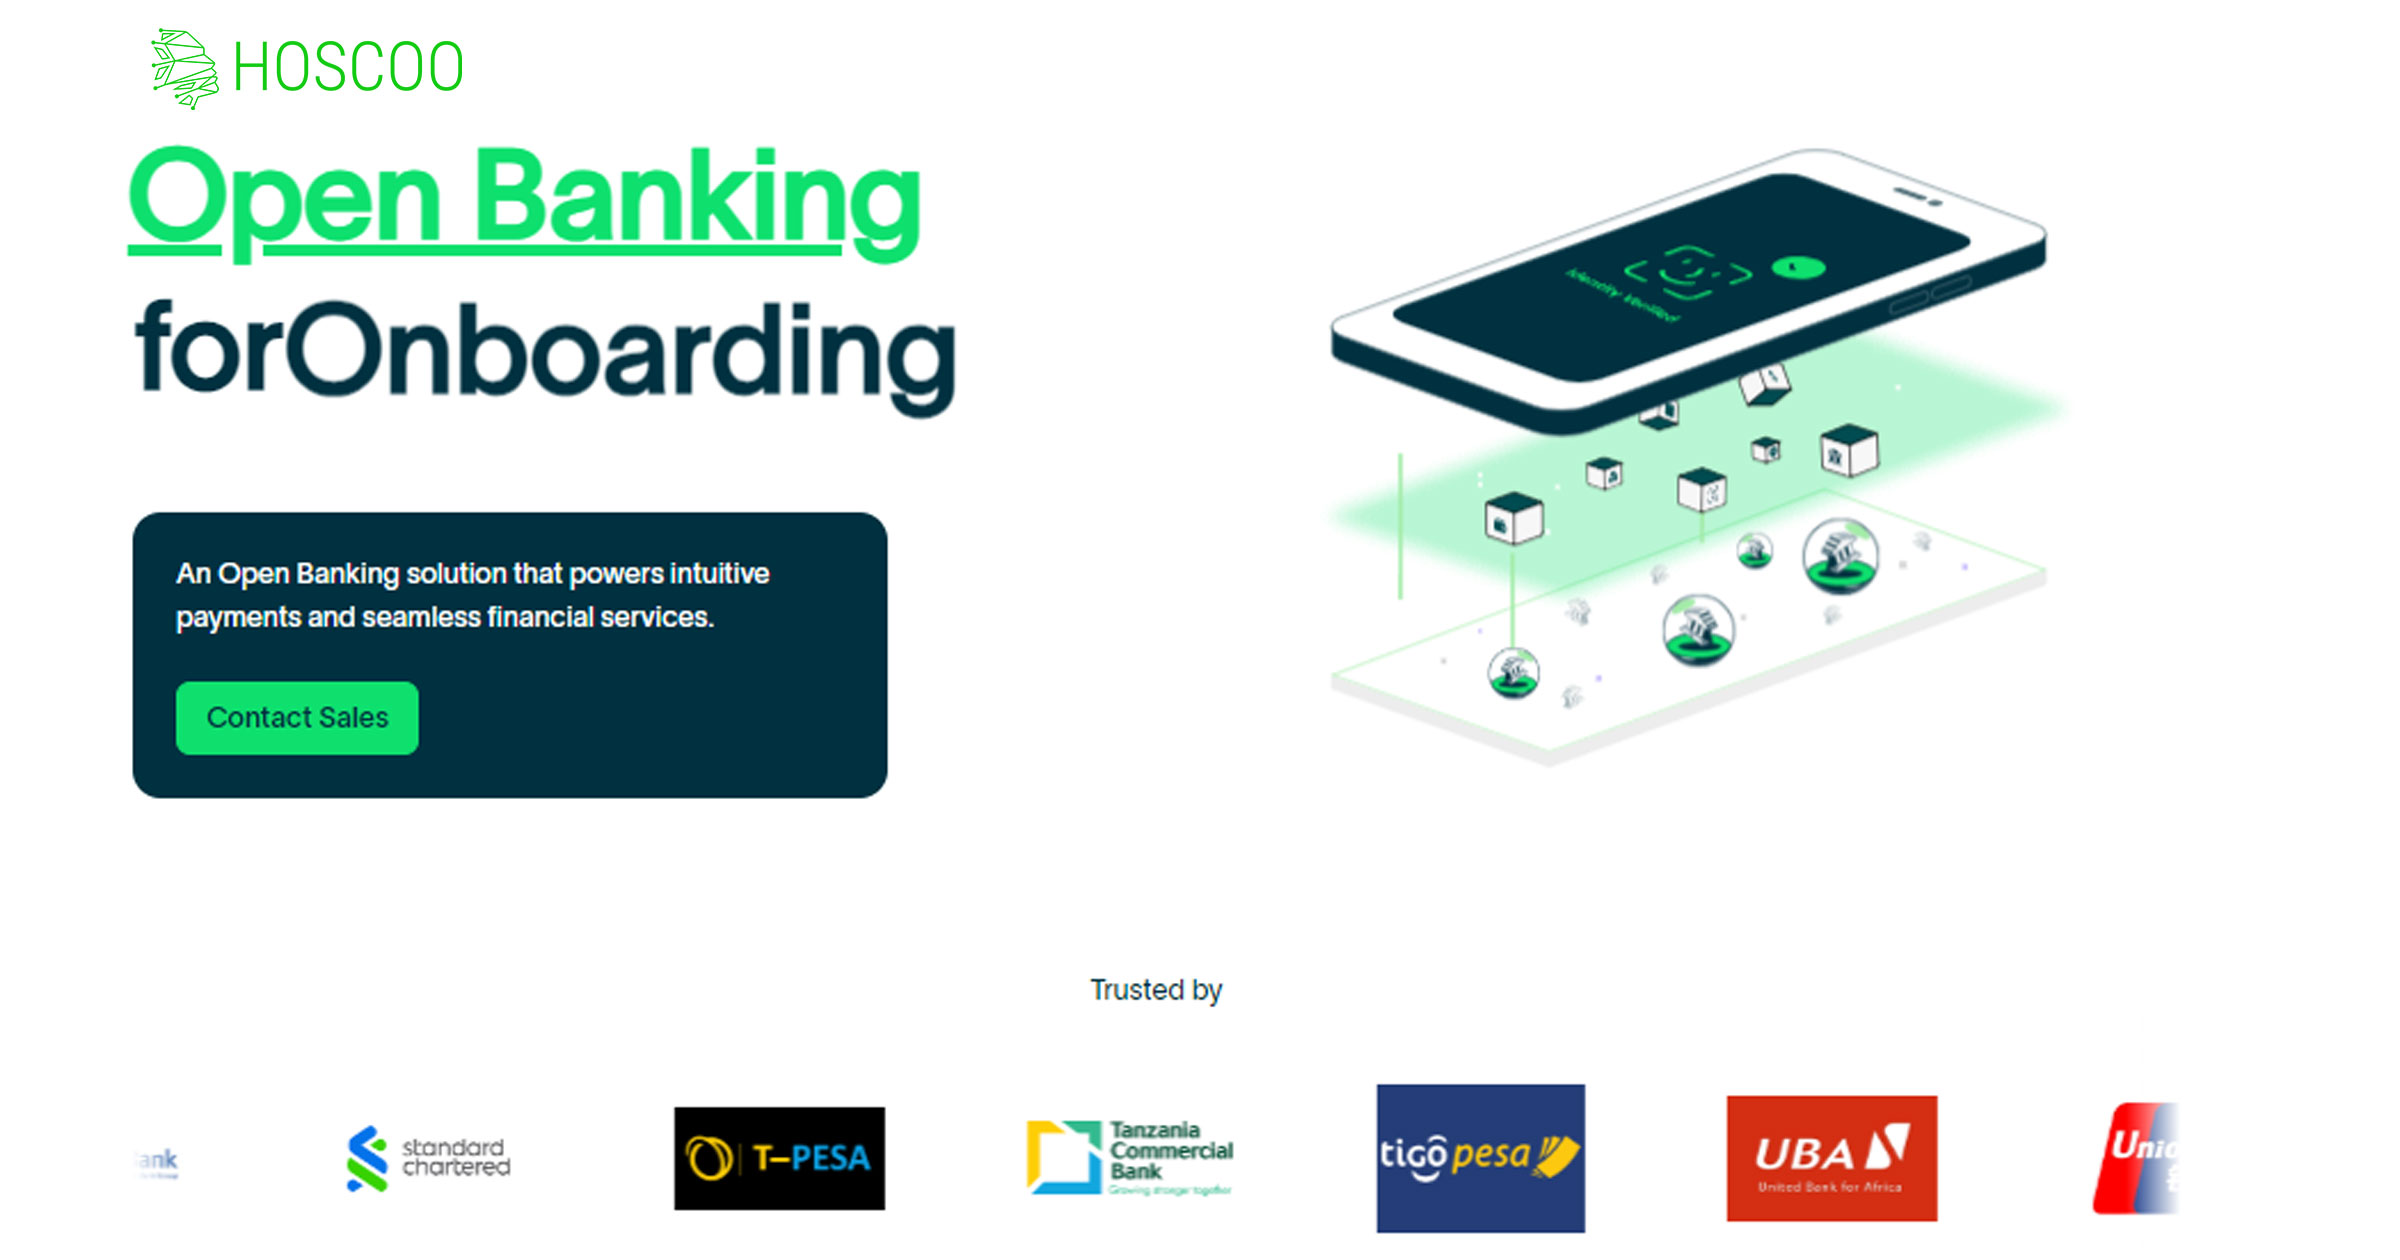 HOSCOO
Open Banking
forOnboarding
Identity Verified
An Open Banking solution that powers intuitive
payments and seamless financial services.
Contact Sales
Trusted by
ank
standard
chartered
T-PESA
Tanzania
Commercial
Bank
Growing stronger together
tigo pesa
UBA
United Bank for Africa
Unio